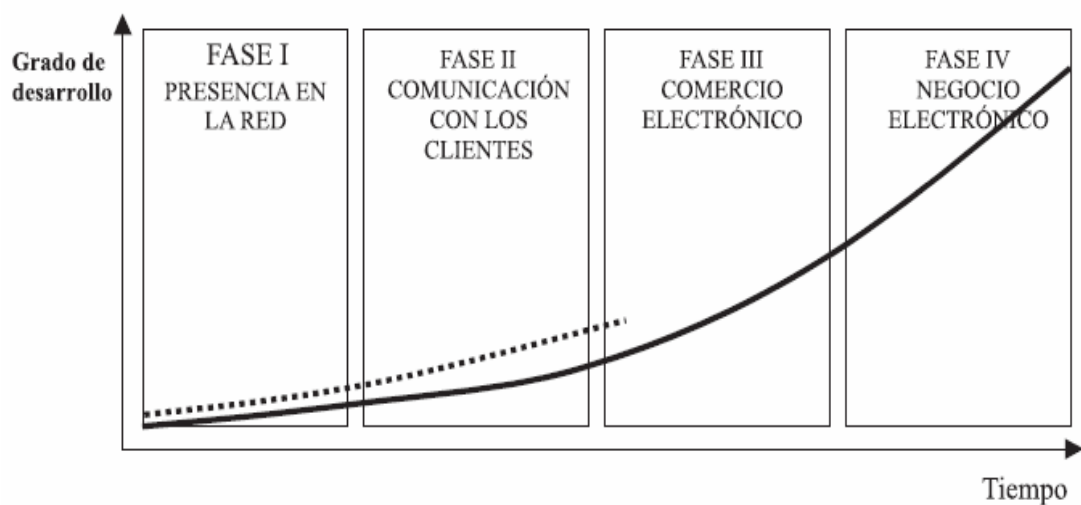 Grado de
desarrollo
FASE I
PRESENCIA EN
LA RED
FASE II
COMUNICACIÓN
CON LOS
CLIENTES
FASE III
COMERCIO
ELECTRÓNICO
FASE IV
NEGOCIO
ELECTRÓNICO
Tiempo